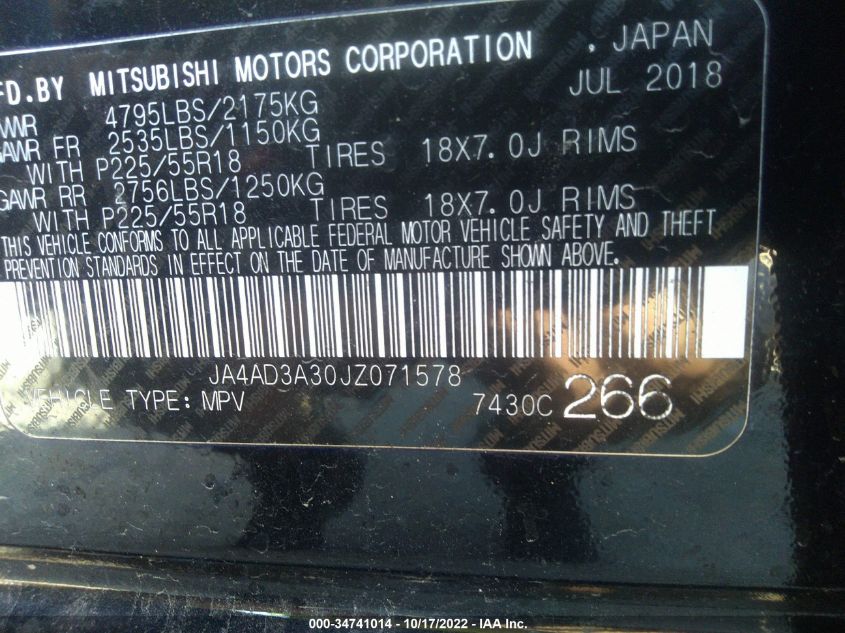 FD.BY MITSUBISHI MOTORS CORPORATION , JAPAN
JUL 2018
4795LBS/2175KG
GAWR FR 2535LBS/1150KG
WITH P225/55R18 TIRES 18X7.0J RIMS
GAWR RR 2756LBS/1250KG
WITH P225/55R18 TIRES 18X7.0J RIMS
THIS VEHICLE CONFORMS TO ALL APPLICABLE FEDERAL MOTOR VEHICLE SAFETY AND THEFT
PREVENTION STANDARDS IN EFFECT ON THE DATE OF MANUFACTURE SHOWN ABOVE.
JA4AD3A30JZ071578
VEHICLE TYPE: MPV 7430C 266
000-34741014 - 10/17/2022 - IAA Inc.